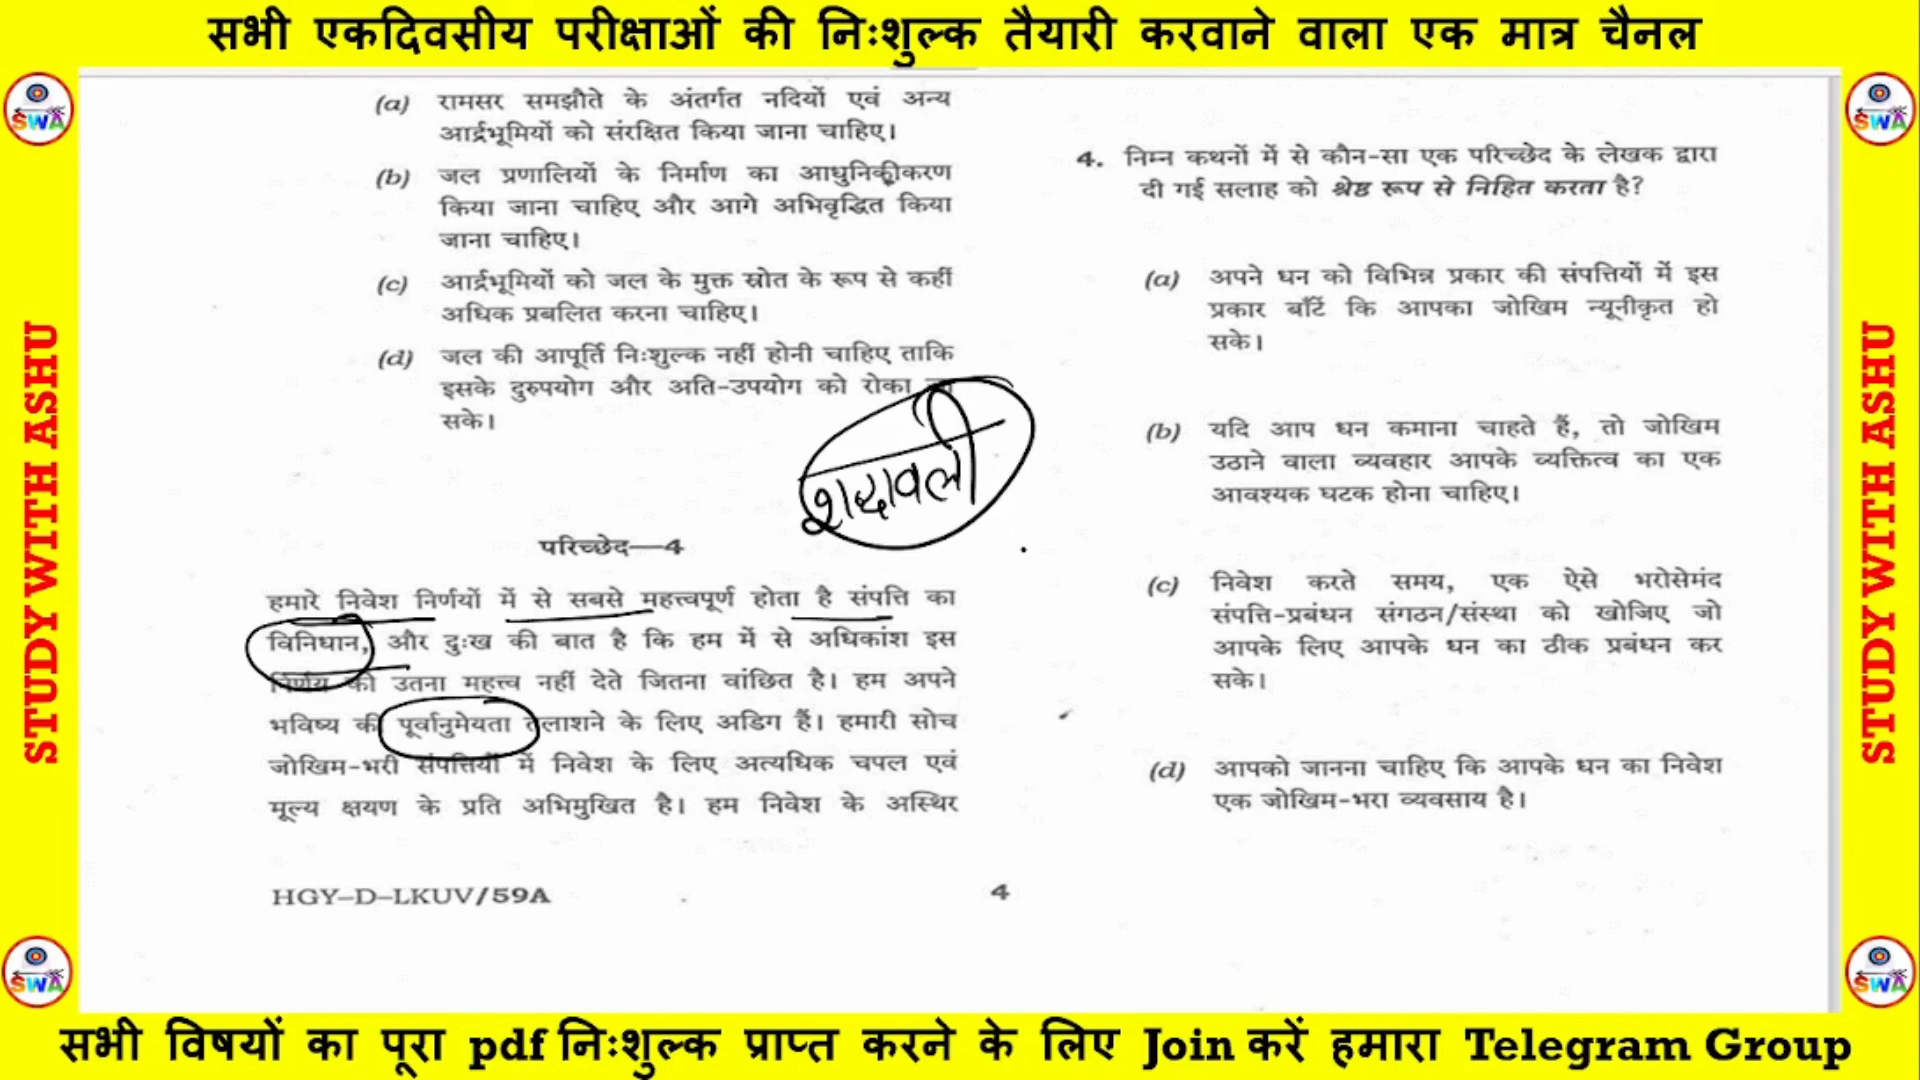 सभी एकदिवसीय परीक्षाओं की निःशुल्क तैयारी करवाने वाला एक मात्र चैनल
SWA
SWA
STUDY WITH ASHU
STUDY WITH ASHU
(a) रामसर समझौते के अंतर्गत नदियों एवं अन्य
आर्द्रभूमियों को संरक्षित किया जाना चाहिए।
(b) जल प्रणालियों के निर्माण का आधुनिकीकरण
किया जाना चाहिए और आगे अभिवृद्धित किया
जाना चाहिए।
(c) आर्द्रभूमियों को जल के मुक्त स्रोत के रूप से कहीं
अधिक प्रबलित करना चाहिए।
(d) जल की आपूर्ति निःशुल्क नहीं होनी चाहिए ताकि
इसके दुरुपयोग और अति-उपयोग को रोका
सके।
शब्दावली
परिच्छेद—4
हमारे निवेश निर्णयों में से सबसे महत्त्वपूर्ण होता है संपत्ति का
विनिधान, और दुःख की बात है कि हम में से अधिकांश इस
निर्णय को उतना महत्त्व नहीं देते जितना वांछित है। हम अपने
भविष्य की पूर्वानुमेयता तलाशने के लिए अडिग हैं। हमारी सोच
जोखिम-भरी संपत्तियों में निवेश के लिए अत्यधिक चपल एवं
मूल्य क्षयण के प्रति अभिमुखित है। हम निवेश के अस्थिर
HGY–D–LKUV/59A
4
4. निम्न कथनों में से कौन-सा एक परिच्छेद के लेखक द्वारा
दी गई सलाह को श्रेष्ठ रूप से निहित करता है?
(a) अपने धन को विभिन्न प्रकार की संपत्तियों में इस
प्रकार बाँटें कि आपका जोखिम न्यूनीकृत हो
सके।
(b) यदि आप धन कमाना चाहते हैं, तो जोखिम
उठाने वाला व्यवहार आपके व्यक्तित्व का एक
आवश्यक घटक होना चाहिए।
(c) निवेश करते समय, एक ऐसे भरोसेमंद
संपत्ति-प्रबंधन संगठन/संस्था को खोजिए जो
आपके लिए आपके धन का ठीक प्रबंधन कर
सके।
(d) आपको जानना चाहिए कि आपके धन का निवेश
एक जोखिम-भरा व्यवसाय है।
SWA
SWA
सभी विषयों का पूरा pdf निःशुल्क प्राप्त करने के लिए Join करें हमारा Telegram Group